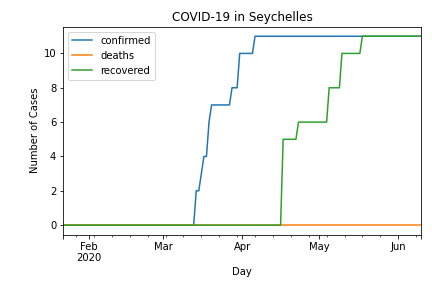 COVID-19 in Seychelles
confirmed
deaths
recovered
Number of Cases
10
8
6
4
2
0
Feb
2020
Mar
Apr
May
Jun
Day